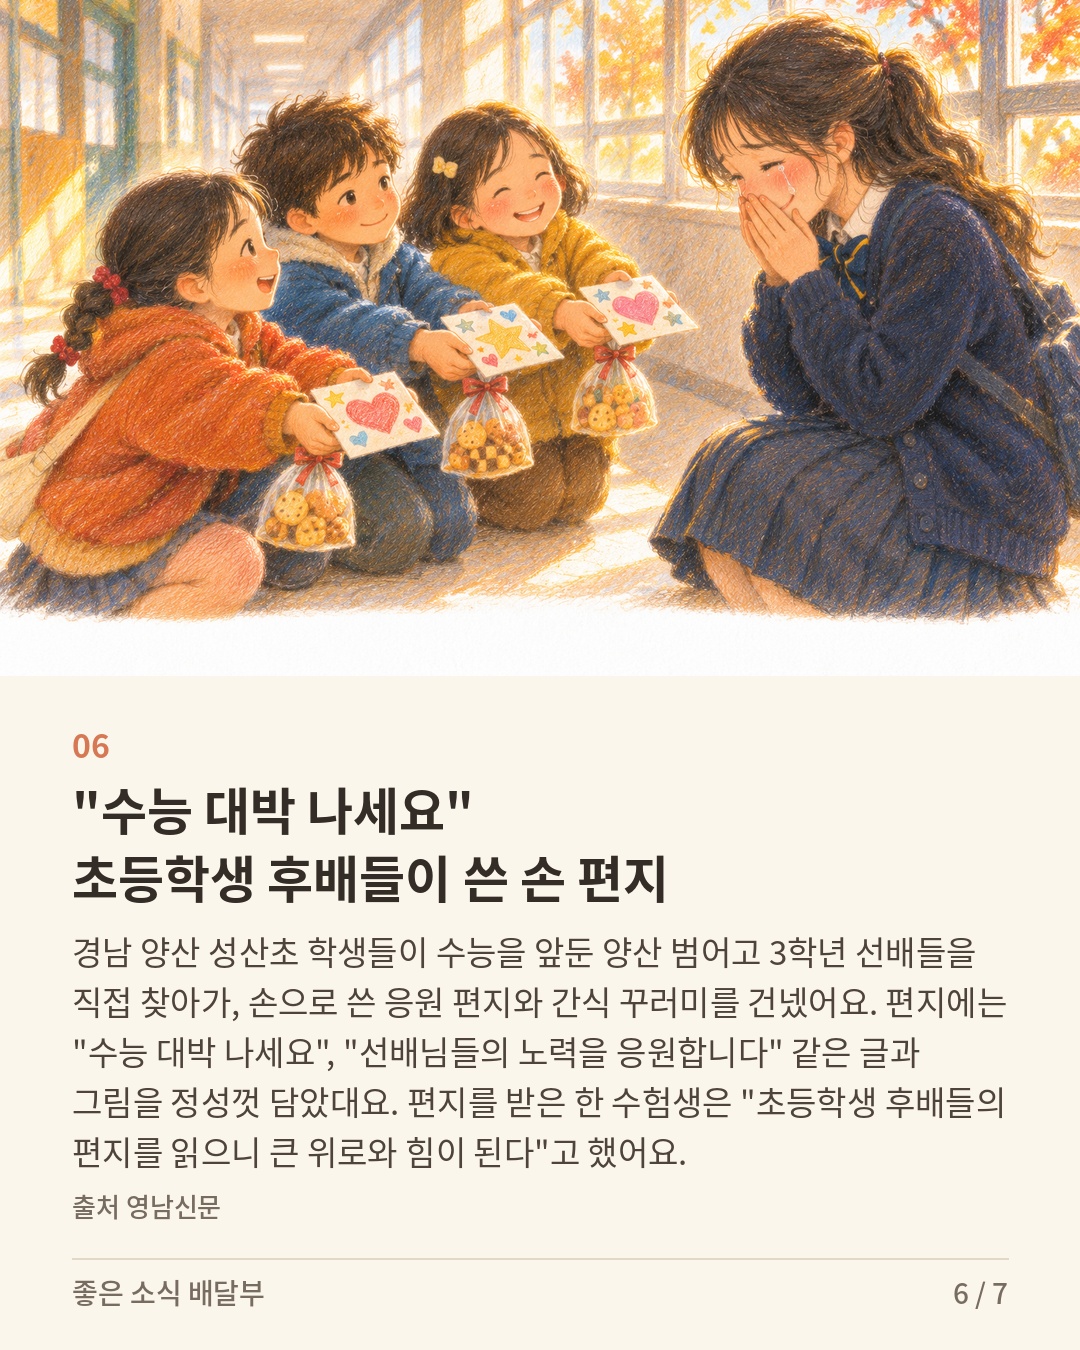 06
"수능 대박 나세요"
초등학생 후배들이 쓴 손 편지
경남 양산 성산초 학생들이 수능을 앞둔 양산 범어고 3학년 선배들을
직접 찾아가, 손으로 쓴 응원 편지와 간식 꾸러미를 건넸어요. 편지에는
"수능 대박 나세요", "선배님들의 노력을 응원합니다" 같은 글과
그림을 정성껏 담았대요. 편지를 받은 한 수험생은 "초등학생 후배들의
편지를 읽으니 큰 위로와 힘이 된다"고 했어요.
출처 영남신문
좋은 소식 배달부
6 / 7